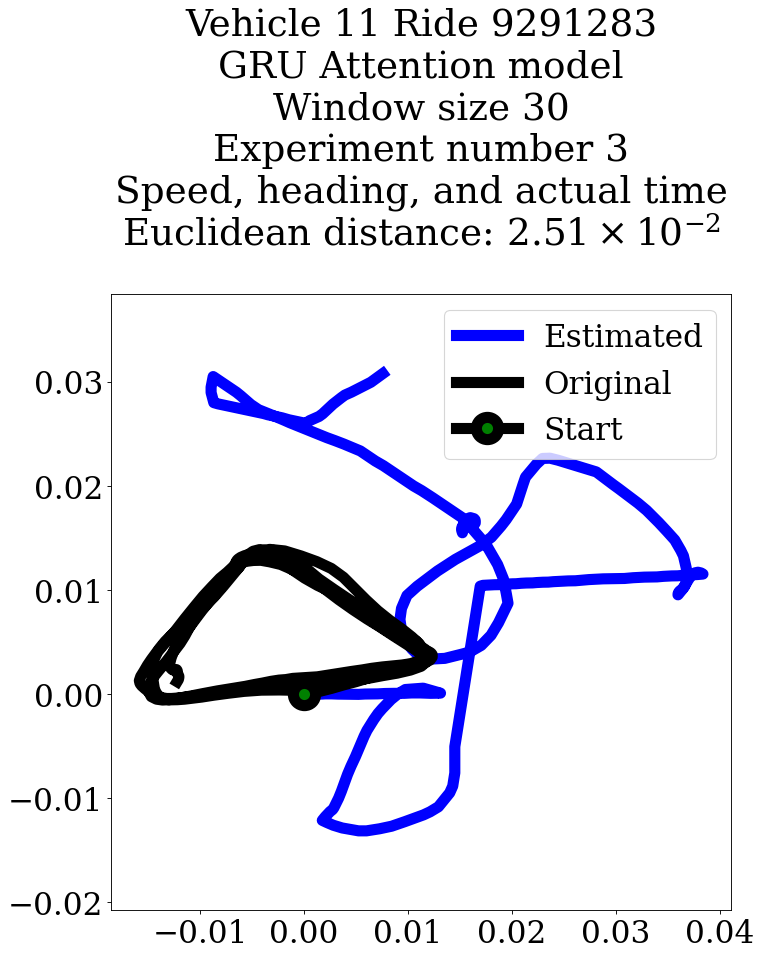 Vehicle 11 Ride 9291283
GRU Attention model
Window size 30
Experiment number 3
Speed, heading, and actual time
Euclidean distance: 2.51 × 10⁻²
Estimated
Original
Start
0.03
0.02
0.01
0.00
−0.01
−0.02
−0.01 0.00 0.01 0.02 0.03 0.04